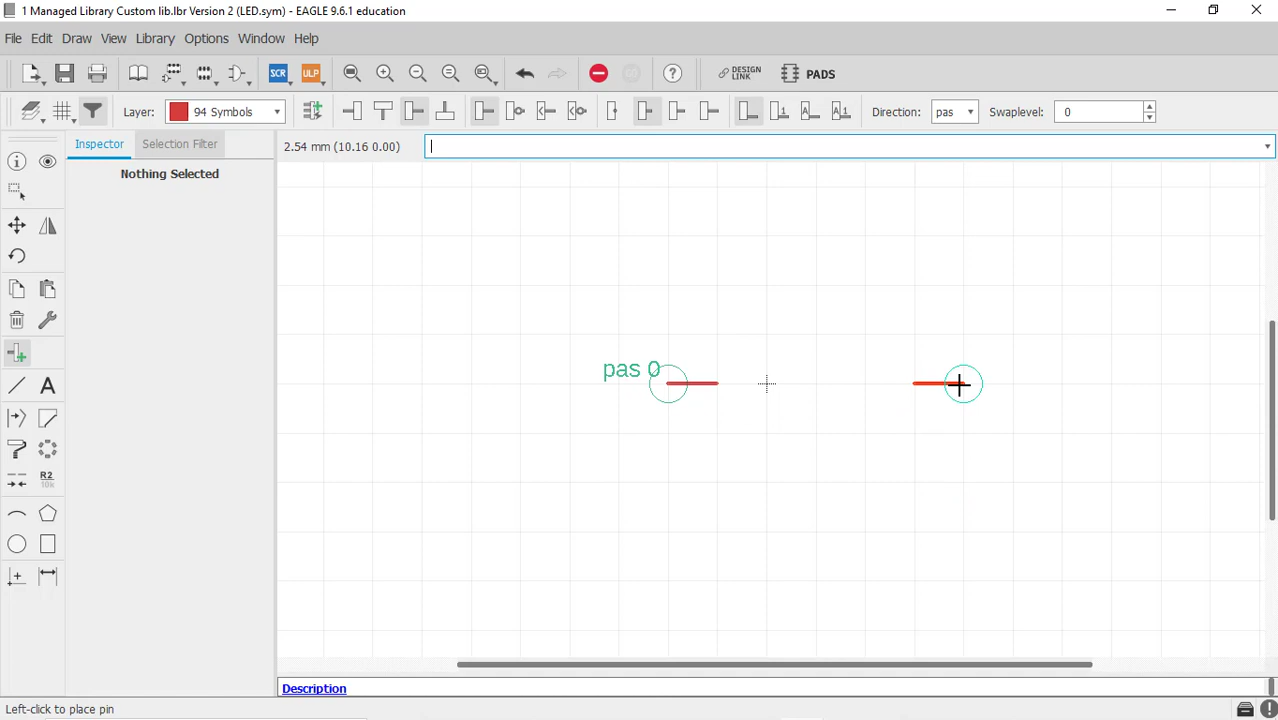 1 Managed Library Custom lib.lbr Version 2 (LED.sym) - EAGLE 9.6.1 education
File Edit Draw View Library Options Window Help
SCR ULP DESIGN LINK PADS
Layer: 94 Symbols Direction: pas Swaplevel: 0
Inspector Selection Filter 2.54 mm (10.16 0.00)
Nothing Selected
pas 0
A
R2
10k
Description
Left-click to place pin